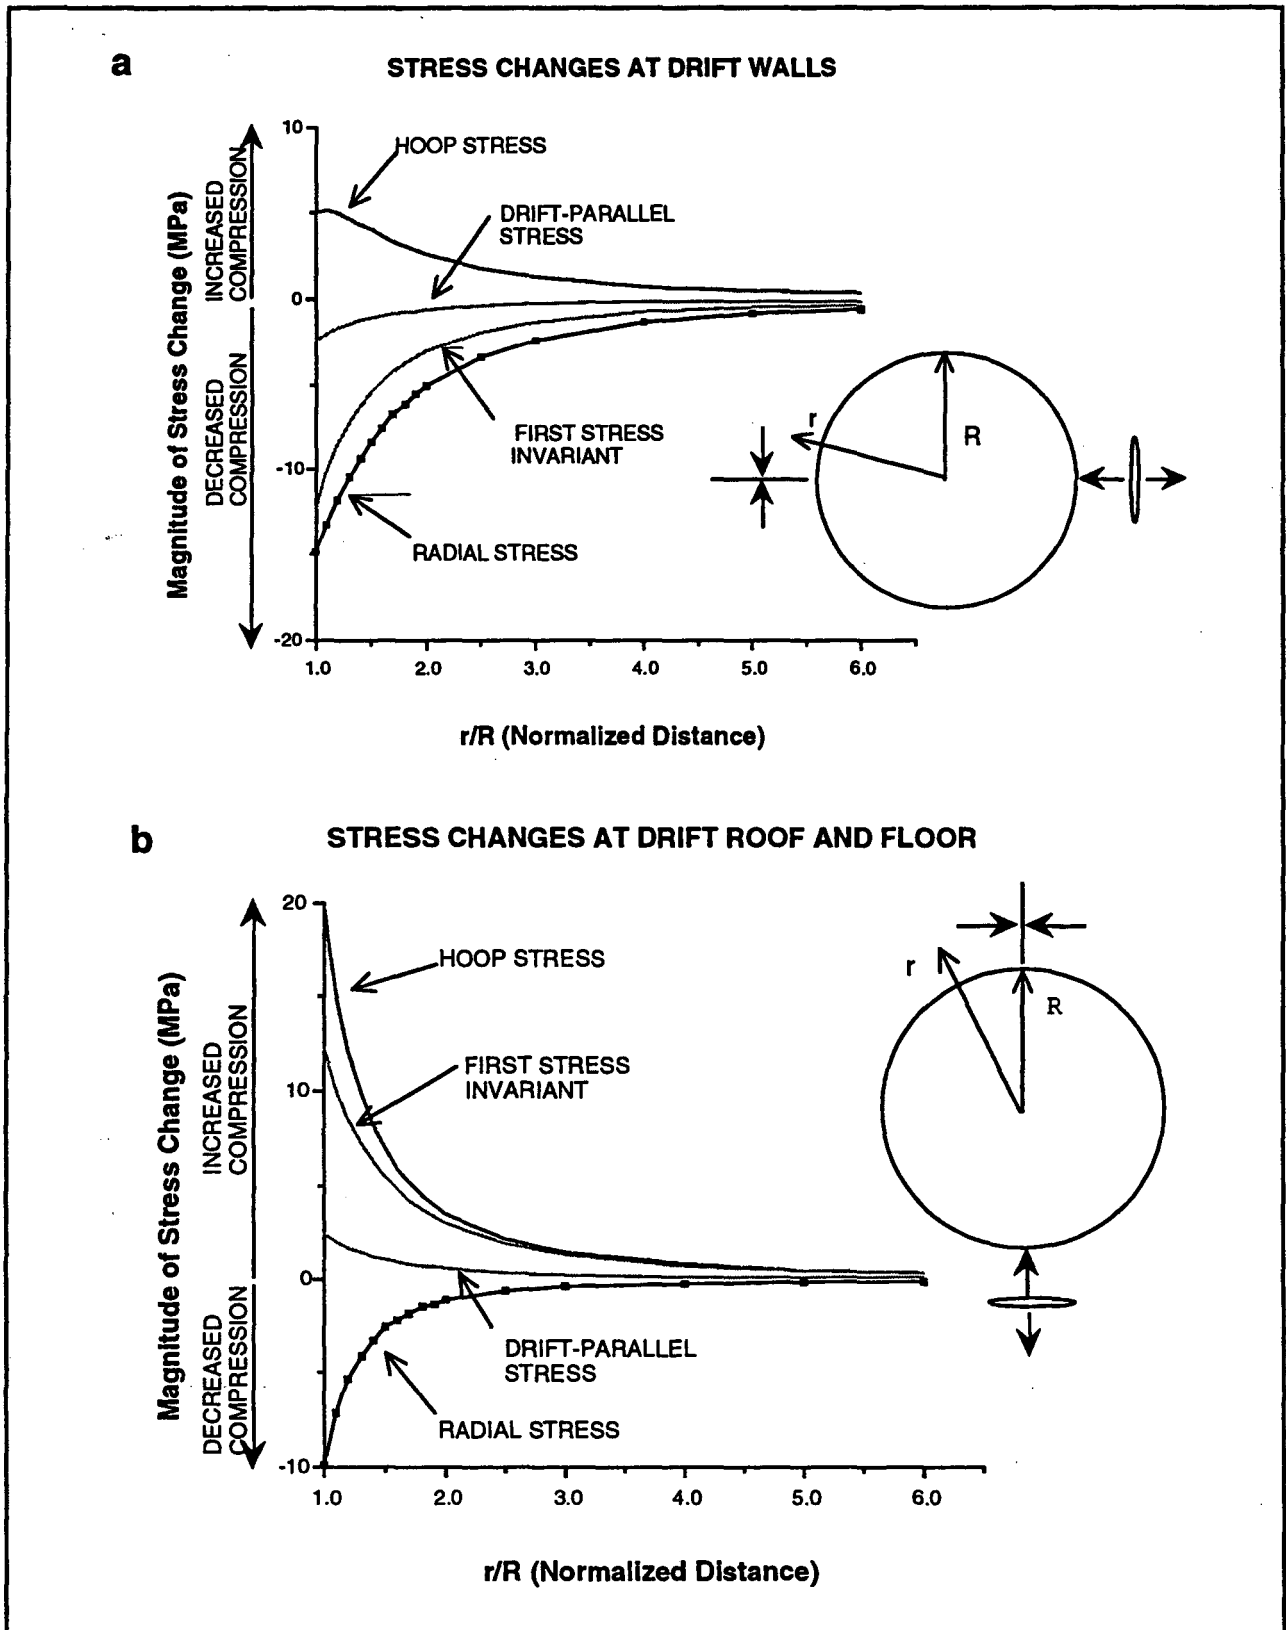 a
STRESS CHANGES AT DRIFT WALLS
10
HOOP STRESS
DRIFT-PARALLEL
STRESS
0
FIRST STRESS
INVARIANT
-10
RADIAL STRESS
-20
Magnitude of Stress Change (MPa)
INCREASED
COMPRESSION
DECREASED
COMPRESSION
r
R
1.0 2.0 3.0 4.0 5.0 6.0
r/R (Normalized Distance)
b
STRESS CHANGES AT DRIFT ROOF AND FLOOR
20
HOOP STRESS
FIRST STRESS
INVARIANT
10
0
DRIFT-PARALLEL
STRESS
RADIAL STRESS
-10
Magnitude of Stress Change (MPa)
INCREASED
COMPRESSION
DECREASED
COMPRESSION
r
R
1.0 2.0 3.0 4.0 5.0 6.0
r/R (Normalized Distance)